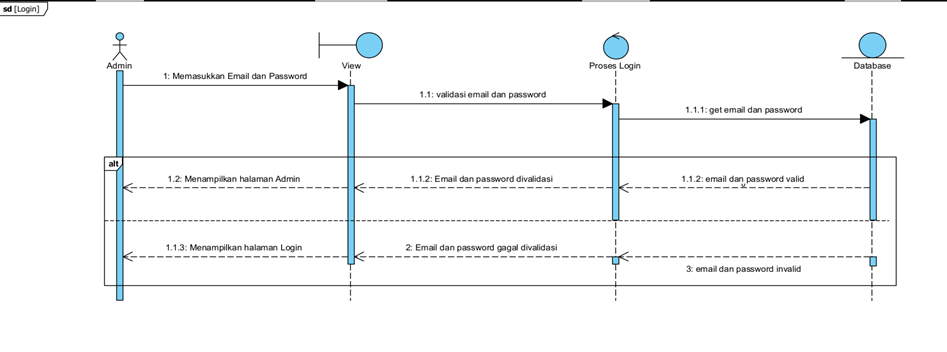 sd [Login]
Admin
View
Proses Login
Database
1: Memasukkan Email dan Password
1.1: validasi email dan password
1.1.1: get email dan password
alt
1.2: Menampilkan halaman Admin
1.1.2: Email dan password divalidasi
1.1.2: email dan password valid
1.1.3: Menampilkan halaman Login
2: Email dan password gagal divalidasi
3: email dan password invalid